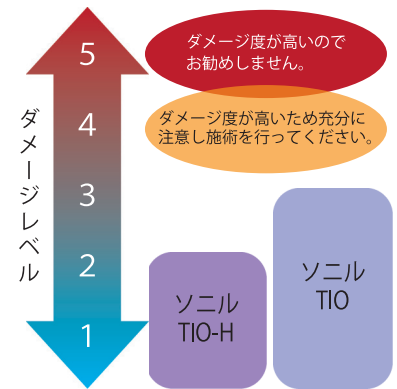 ダメージレベル
5
4
3
2
1
ダメージ度が高いので
お勧めしません。
ダメージ度が高いため充分に
注意し施術を行ってください。
ソニル
TIO-H
ソニル
TIO